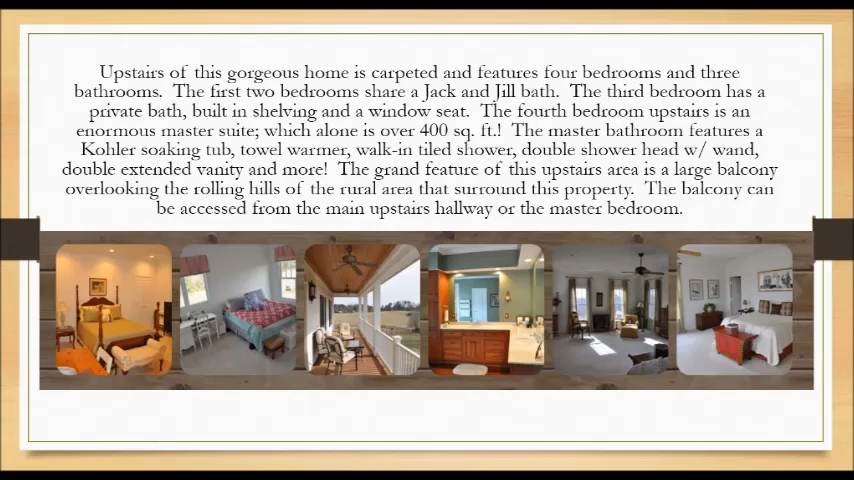 Upstairs of this gorgeous home is carpeted and features four bedrooms and three
bathrooms. The first two bedrooms share a Jack and Jill bath. The third bedroom has a
private bath, built in shelving and a window seat. The fourth bedroom upstairs is an
enormous master suite; which alone is over 400 sq. ft.! The master bathroom features a
Kohler soaking tub, towel warmer, walk-in tiled shower, double shower head w/ wand,
double extended vanity and more! The grand feature of this upstairs area is a large balcony
overlooking the rolling hills of the rural area that surround this property. The balcony can
be accessed from the main upstairs hallway or the master bedroom.